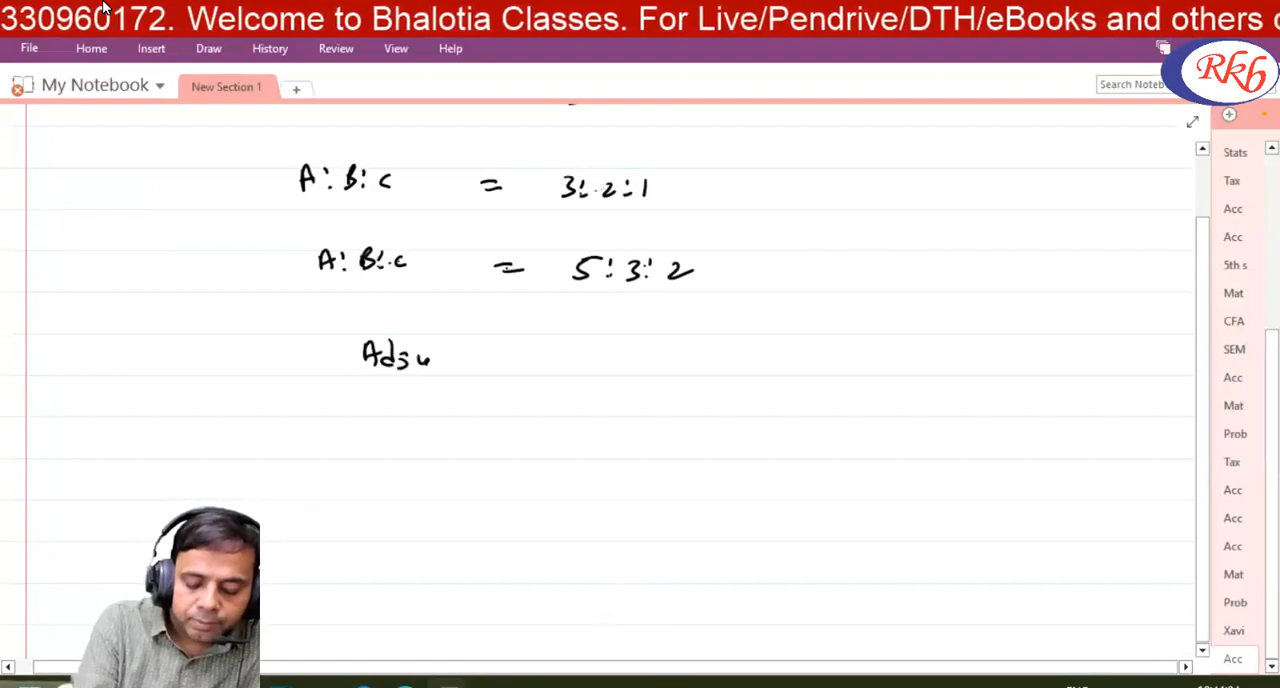 330960172. Welcome to Bhalotia Classes. For Live/Pendrive/DTH/eBooks and others
File Home Insert Draw History Review View Help
Rkb
My Notebook New Section 1 + Search Noteb
A : B : C = 3 : 2 : 1
A : B : C = 5 : 3 : 2
Adju
Stats
Tax
Acc
Acc
5th s
Mat
CFA
SEM
Acc
Mat
Prob
Tax
Acc
Acc
Acc
Mat
Prob
Xavi
Acc